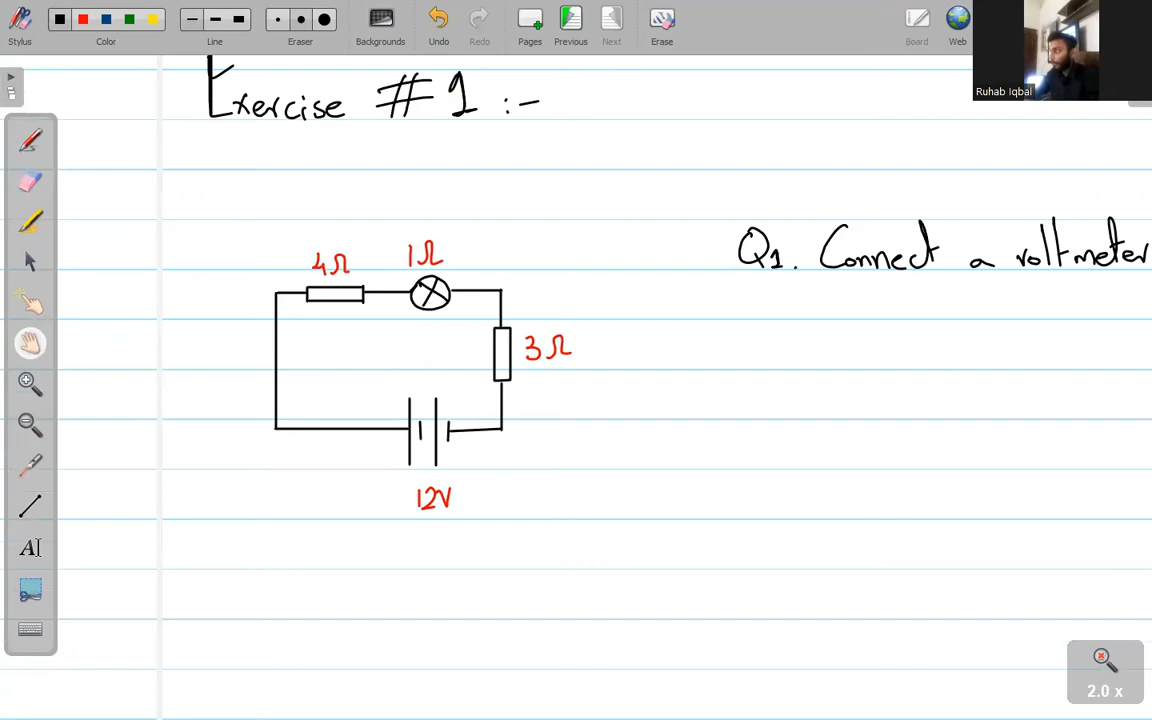 Stylus
Color
Line
Eraser
Backgrounds
Undo
Redo
Pages
Previous
Next
Erase
Board
Web
Ruhab Iqbal
Exercise # 1 :-
Q1. Connect a voltmeter
4Ω
1Ω
3Ω
12V
A
2.0 x